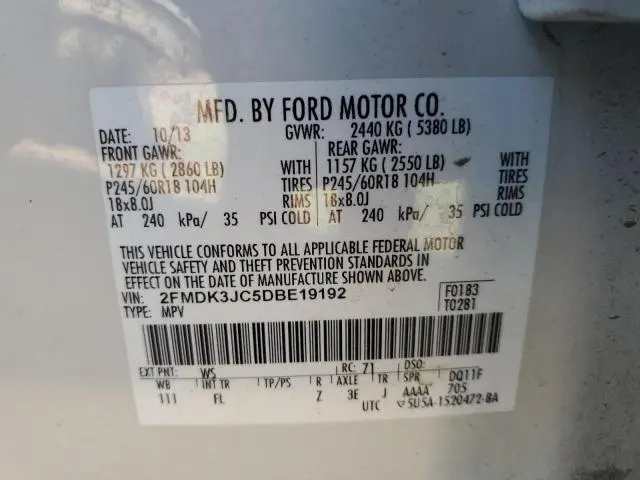 MFD. BY FORD MOTOR CO.
DATE: 10/13 GVWR: 2440 KG ( 5380 LB)
FRONT GAWR: REAR GAWR:
1297 KG ( 2860 LB) WITH 1157 KG ( 2550 LB) WITH
P245/60R18 104H TIRES P245/60R18 104H TIRES
18x8.0J RIMS 18x8.0J RIMS
AT 240 kPa/ 35 PSI COLD AT 240 kPa/ 35 PSI COLD
THIS VEHICLE CONFORMS TO ALL APPLICABLE FEDERAL MOTOR
VEHICLE SAFETY AND THEFT PREVENTION STANDARDS IN
EFFECT ON THE DATE OF MANUFACTURE SHOWN ABOVE.
VIN: 2FMDK3JC5DBE19192 F0183
TYPE: MPV T0281
EXT PNT: WS RC: 71 DSO:
WB INT TR TP/PS R AXLE TR SPR DQ11F
111 FL Z 3E J AAAA 705
UTC ▽5U5A-1520472-BA